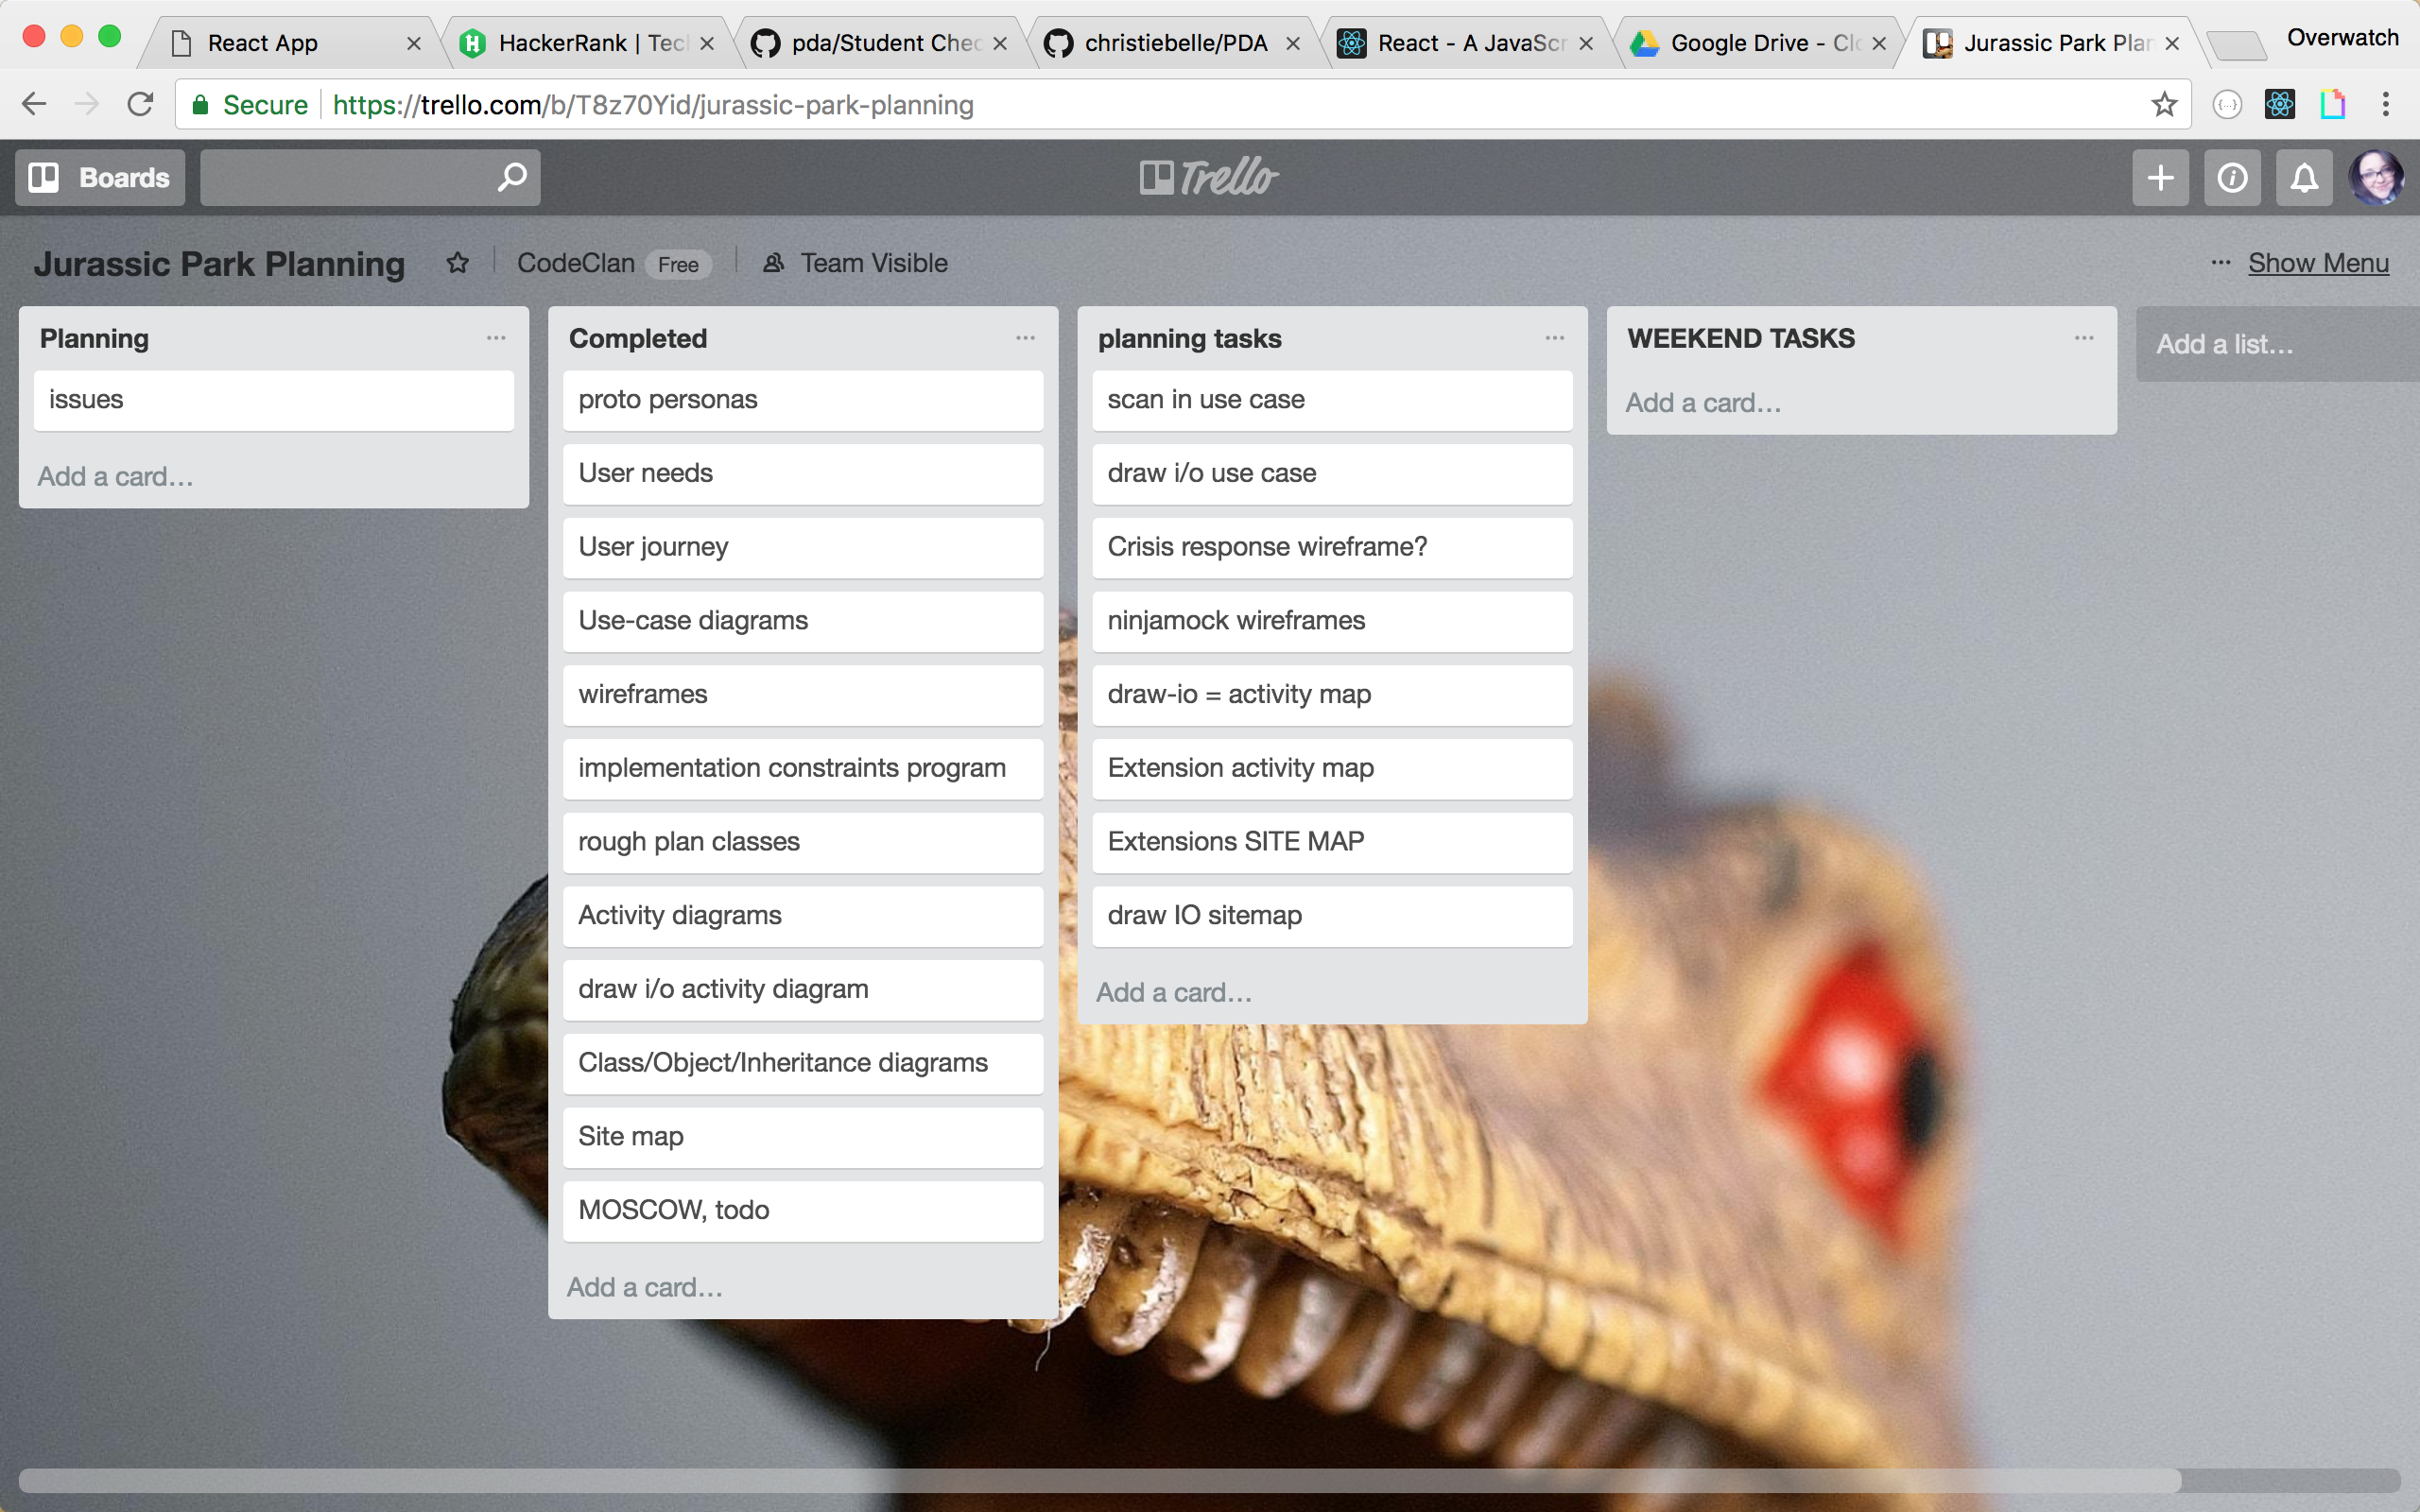 React App
HackerRank | Tec
pda/Student Chec
christiebelle/PDA
React - A JavaScr
Google Drive - Clo
Jurassic Park Plan
Overwatch
Secure
https://trello.com/b/T8z70Yid/jurassic-park-planning
Boards
Trello
Jurassic Park Planning
CodeClan
Free
Team Visible
··· Show Menu
Planning
issues
Add a card…
Completed
proto personas
User needs
User journey
Use-case diagrams
wireframes
implementation constraints program
rough plan classes
Activity diagrams
draw i/o activity diagram
Class/Object/Inheritance diagrams
Site map
MOSCOW, todo
Add a card…
planning tasks
scan in use case
draw i/o use case
Crisis response wireframe?
ninjamock wireframes
draw-io = activity map
Extension activity map
Extensions SITE MAP
draw IO sitemap
Add a card…
WEEKEND TASKS
Add a card…
Add a list…